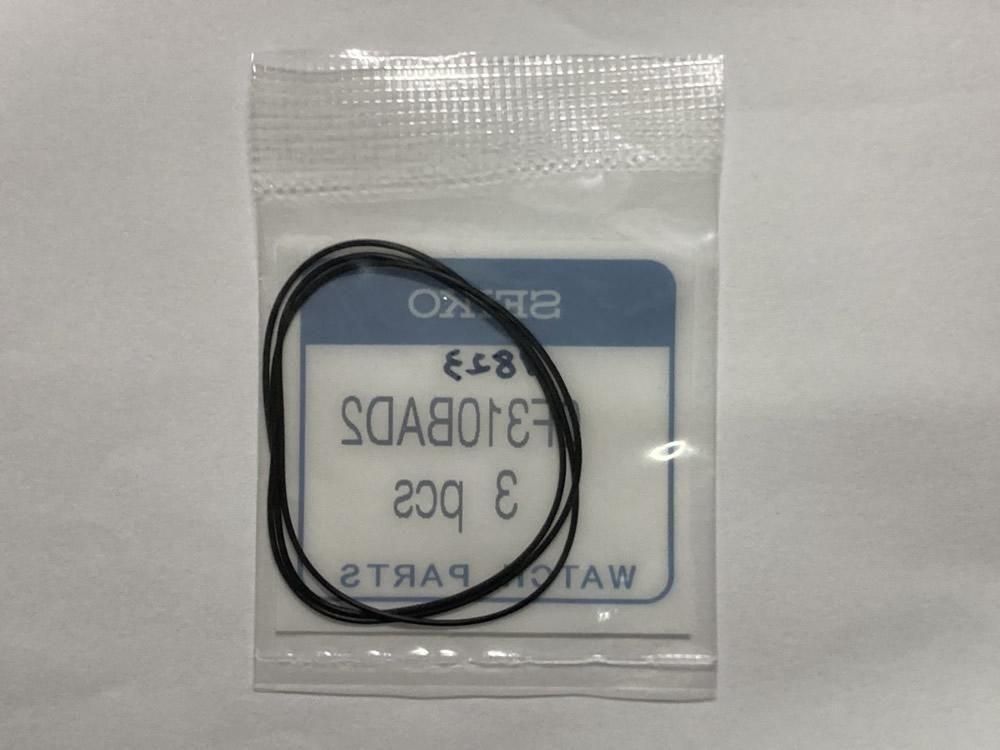 SEIKO
823
F310BAD2
3 pcs
WATCH PARTS